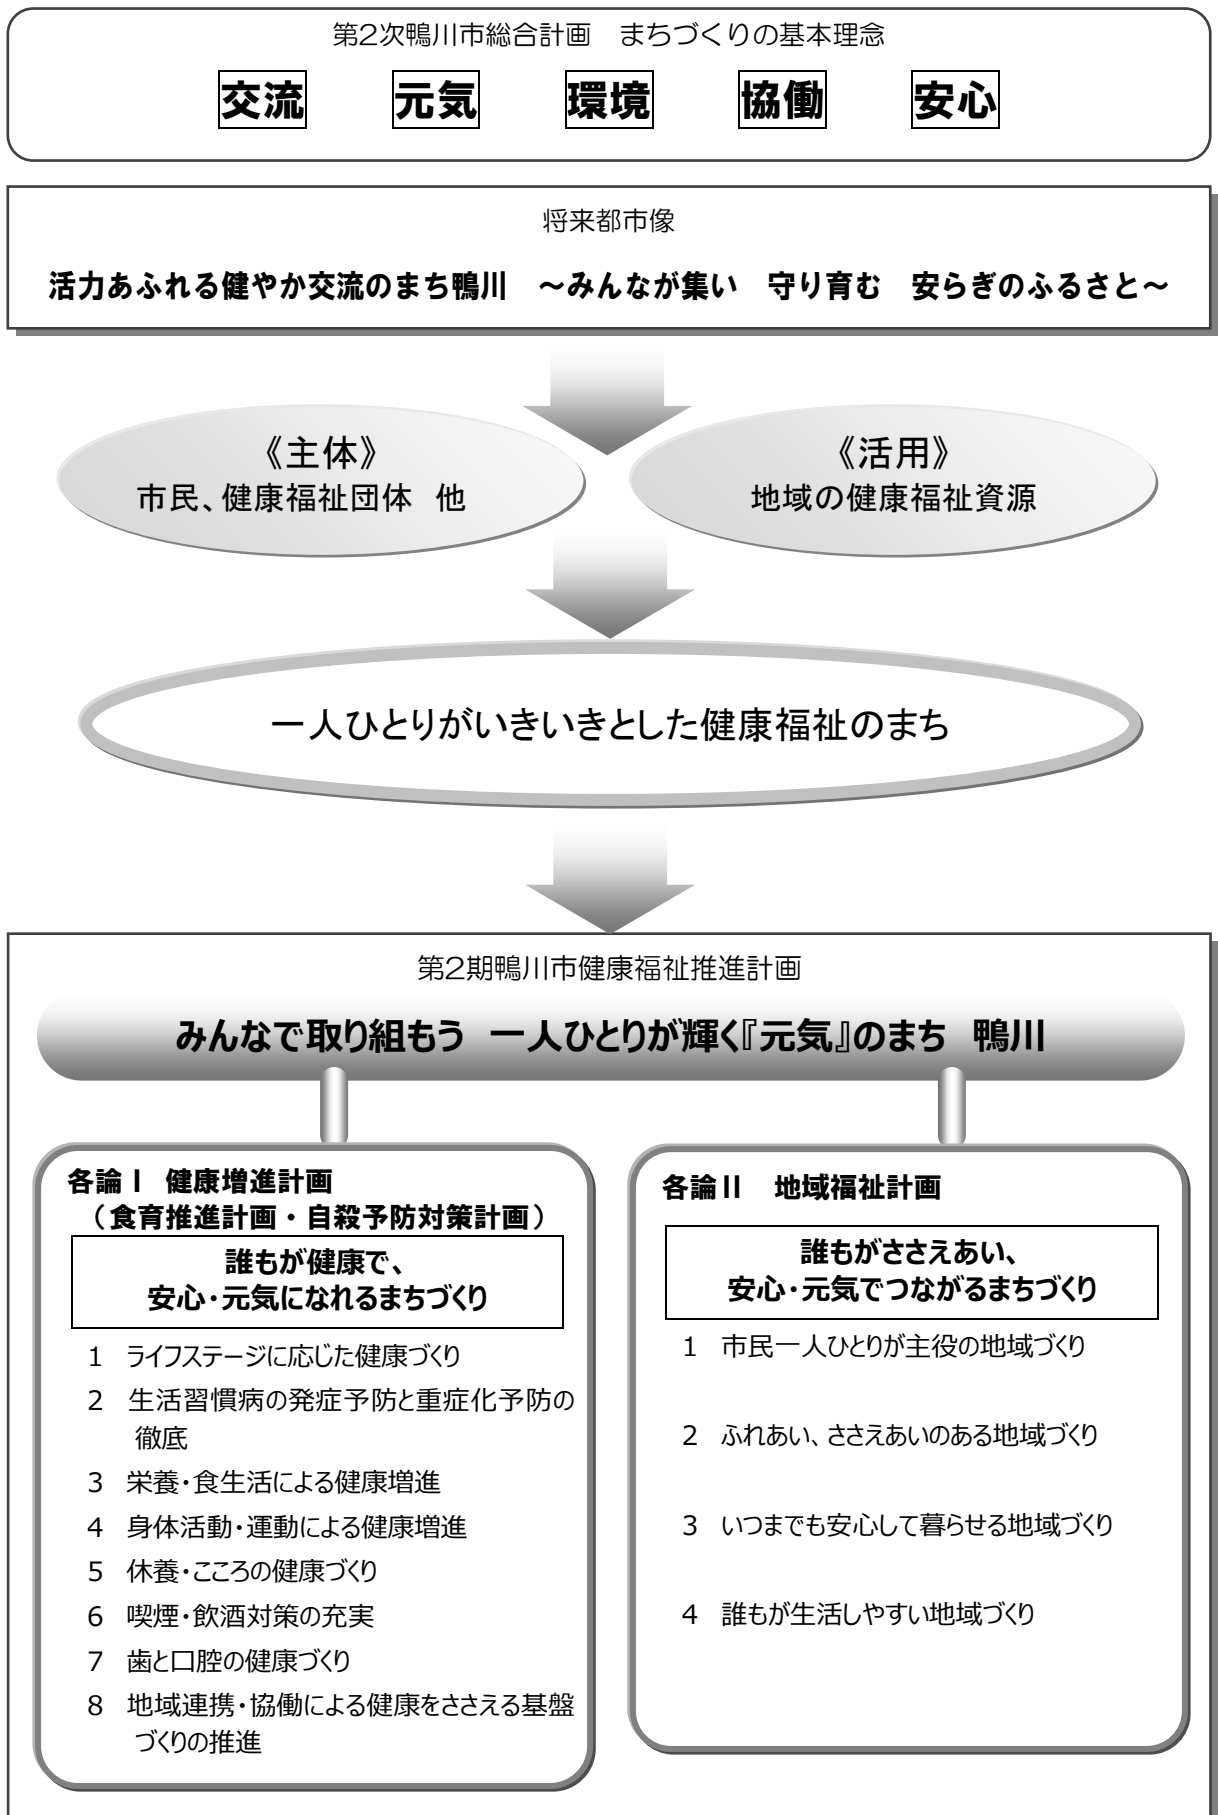 第2次鴨川市総合計画　まちづくりの基本理念
交流　元気　環境　協働　安心
将来都市像
活力あふれる健やか交流のまち鴨川　～みんなが集い　守り育む　安らぎのふるさと～
《主体》
市民、健康福祉団体　他
《活用》
地域の健康福祉資源
一人ひとりがいきいきとした健康福祉のまち
第2期鴨川市健康福祉推進計画
みんなで取り組もう　一人ひとりが輝く『元気』のまち　鴨川
各論Ⅰ　健康増進計画
（食育推進計画・自殺予防対策計画）
誰もが健康で、
安心・元気になれるまちづくり
1　ライフステージに応じた健康づくり
2　生活習慣病の発症予防と重症化予防の
徹底
3　栄養・食生活による健康増進
4　身体活動・運動による健康増進
5　休養・こころの健康づくり
6　喫煙・飲酒対策の充実
7　歯と口腔の健康づくり
8　地域連携・協働による健康をささえる基盤
づくりの推進
各論Ⅱ　地域福祉計画
誰もがささえあい、
安心・元気でつながるまちづくり
1　市民一人ひとりが主役の地域づくり
2　ふれあい、ささえあいのある地域づくり
3　いつまでも安心して暮らせる地域づくり
4　誰もが生活しやすい地域づくり